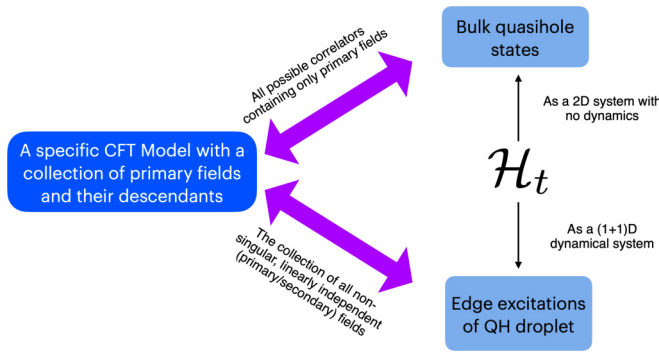 All possible correlators
containing only primary fields
Bulk quasihole
states
As a 2D system with
no dynamics
A specific CFT Model with a
collection of primary fields
and their descendants
ℋt
As a (1+1)D
dynamical system
The collection of all non-
singular, linearly independent
(primary/secondary) fields
Edge excitations
of QH droplet